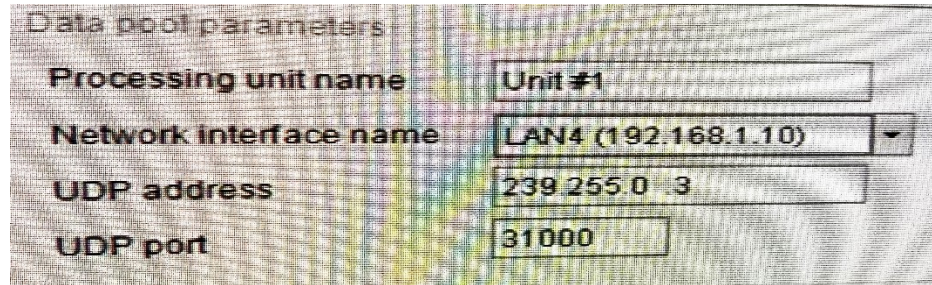 Data pool parameters
Processing unit name Unit #1
Network interface name LAN4 (192.168.1.10)
UDP address 239.255.0 .3
UDP port 31000